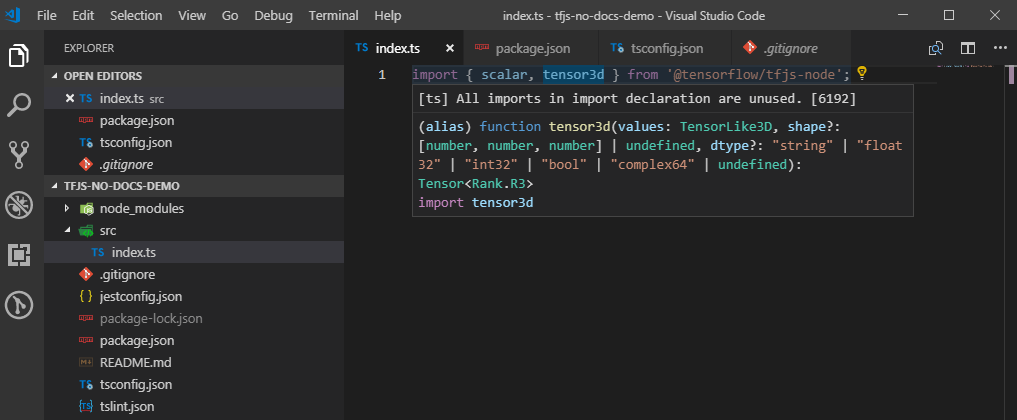 File Edit Selection View Go Debug Terminal Help index.ts - tfjs-no-docs-demo - Visual Studio Code
EXPLORER
OPEN EDITORS
TS index.ts src
package.json
TS tsconfig.json
.gitignore
TFJS-NO-DOCS-DEMO
node_modules
src
TS index.ts
.gitignore
{ } jestconfig.json
package-lock.json
package.json
README.md
TS tsconfig.json
TS tslint.json
TS index.ts package.json TS tsconfig.json .gitignore
1 import { scalar, tensor3d } from '@tensorflow/tfjs-node';
[ts] All imports in import declaration are unused. [6192]
(alias) function tensor3d(values: TensorLike3D, shape?:
[number, number, number] | undefined, dtype?: "string" | "float
32" | "int32" | "bool" | "complex64" | undefined):
Tensor<Rank.R3>
import tensor3d